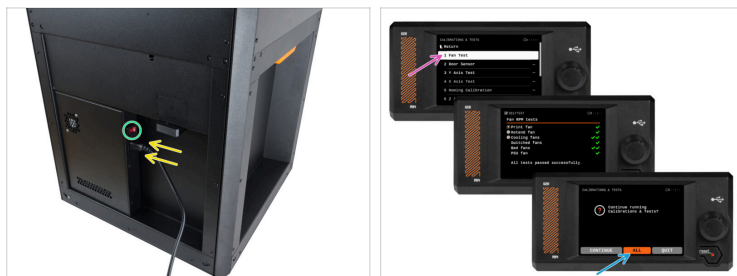 CALIBRATIONS & TESTS
Return
1 Fan Test
2 Door Sensor
3 X Axis Test
4 Y Axis Test
5 Homing Calibration
6 Z
SELFTEST
Fan RPM tests
Print fan
Hotend fan
Cooling fans
Switched fans
Bed fans
PSU fan
All tests passed successfully.
CALIBRATIONS & TESTS
Continue running
Calibrations & Tests?
CONTINUE
ALL
QUIT
reset